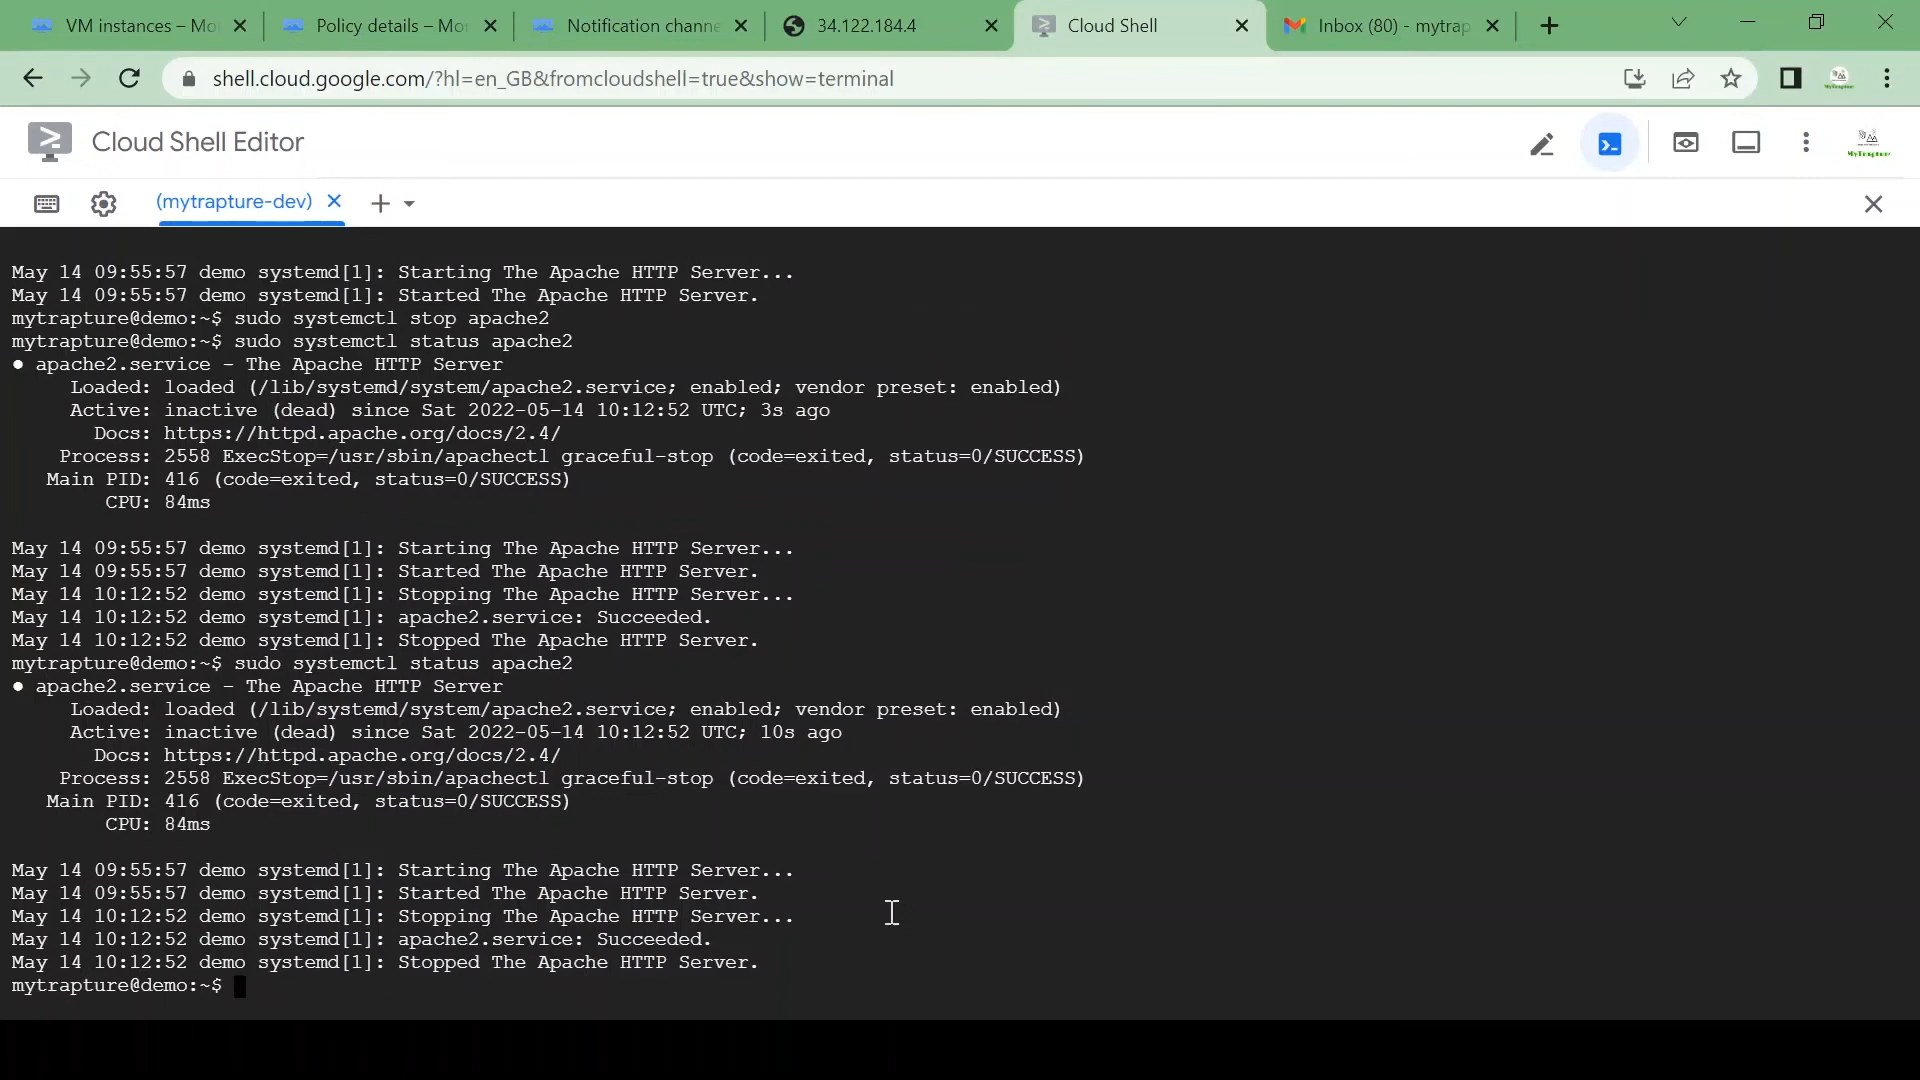 VM instances – Mo
Policy details – Mo
Notification channe
34.122.184.4
Cloud Shell
Inbox (80) - mytrap
shell.cloud.google.com/?hl=en_GB&fromcloudshell=true&show=terminal
Cloud Shell Editor
(mytrapture-dev)
May 14 09:55:57 demo systemd[1]: Starting The Apache HTTP Server...
May 14 09:55:57 demo systemd[1]: Started The Apache HTTP Server.
mytrapture@demo:~$ sudo systemctl stop apache2
mytrapture@demo:~$ sudo systemctl status apache2
● apache2.service - The Apache HTTP Server
Loaded: loaded (/lib/systemd/system/apache2.service; enabled; vendor preset: enabled)
Active: inactive (dead) since Sat 2022-05-14 10:12:52 UTC; 3s ago
Docs: https://httpd.apache.org/docs/2.4/
Process: 2558 ExecStop=/usr/sbin/apachectl graceful-stop (code=exited, status=0/SUCCESS)
Main PID: 416 (code=exited, status=0/SUCCESS)
CPU: 84ms
May 14 09:55:57 demo systemd[1]: Starting The Apache HTTP Server...
May 14 09:55:57 demo systemd[1]: Started The Apache HTTP Server.
May 14 10:12:52 demo systemd[1]: Stopping The Apache HTTP Server...
May 14 10:12:52 demo systemd[1]: apache2.service: Succeeded.
May 14 10:12:52 demo systemd[1]: Stopped The Apache HTTP Server.
mytrapture@demo:~$ sudo systemctl status apache2
● apache2.service - The Apache HTTP Server
Loaded: loaded (/lib/systemd/system/apache2.service; enabled; vendor preset: enabled)
Active: inactive (dead) since Sat 2022-05-14 10:12:52 UTC; 10s ago
Docs: https://httpd.apache.org/docs/2.4/
Process: 2558 ExecStop=/usr/sbin/apachectl graceful-stop (code=exited, status=0/SUCCESS)
Main PID: 416 (code=exited, status=0/SUCCESS)
CPU: 84ms
May 14 09:55:57 demo systemd[1]: Starting The Apache HTTP Server...
May 14 09:55:57 demo systemd[1]: Started The Apache HTTP Server.
May 14 10:12:52 demo systemd[1]: Stopping The Apache HTTP Server...
May 14 10:12:52 demo systemd[1]: apache2.service: Succeeded.
May 14 10:12:52 demo systemd[1]: Stopped The Apache HTTP Server.
mytrapture@demo:~$